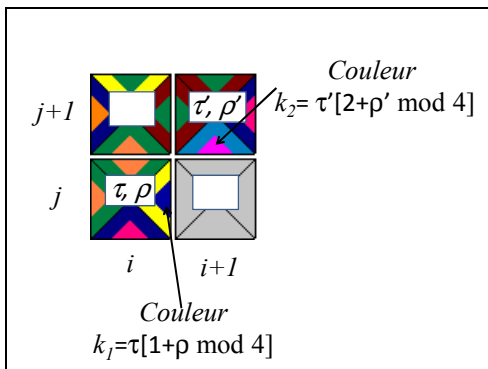 Couleur
j+1 τ’, ρ’ k2= τ’[2+ρ’ mod 4]
j τ, ρ
i i+1
Couleur
k1=τ[1+ρ mod 4]